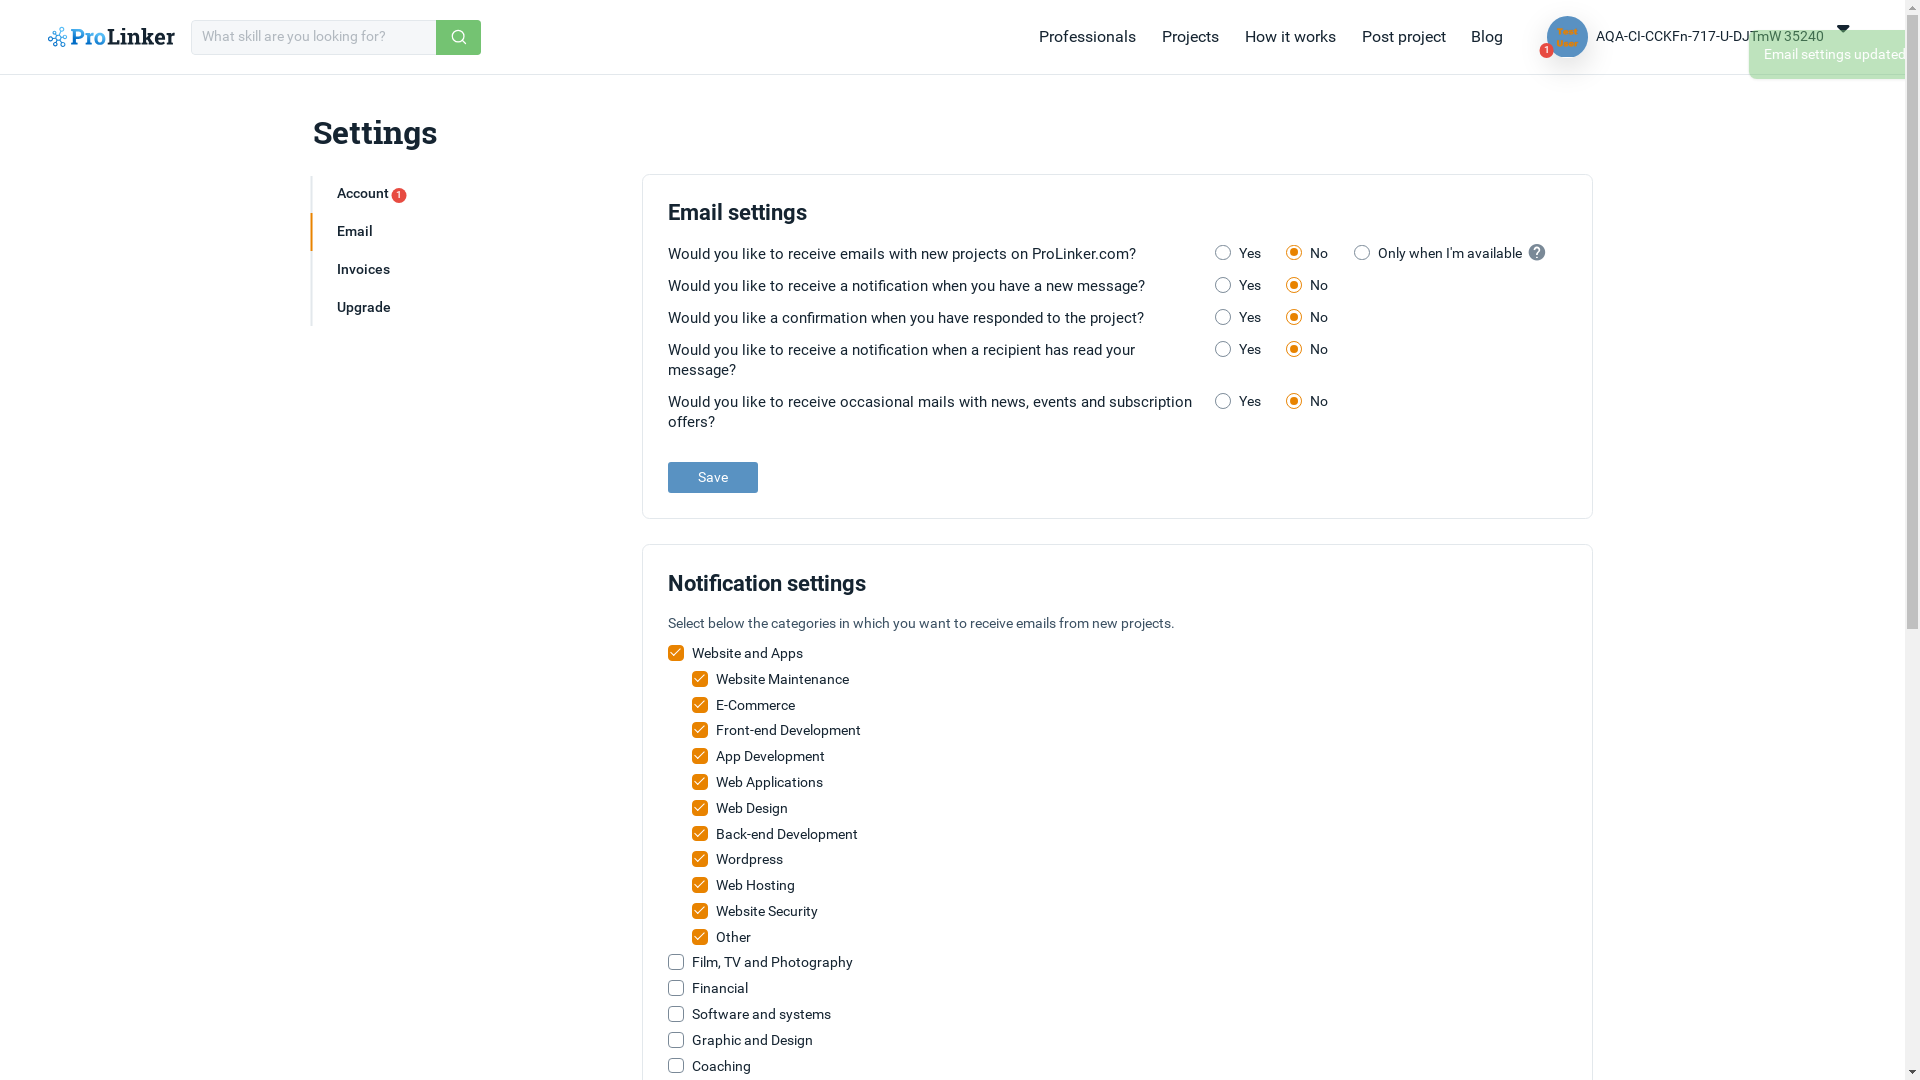 ProLinker
What skill are you looking for?
Professionals
Projects
How it works
Post project
Blog
Test
User
1
AQA-CI-CCKFn-717-U-DJTmW 35240
Email settings updated
Settings
Account 1
Email
Invoices
Upgrade
Email settings
Would you like to receive emails with new projects on ProLinker.com? Yes No Only when I'm available ?
Would you like to receive a notification when you have a new message? Yes No
Would you like a confirmation when you have responded to the project? Yes No
Would you like to receive a notification when a recipient has read your Yes No
message?
Would you like to receive occasional mails with news, events and subscription Yes No
offers?
Save
Notification settings
Select below the categories in which you want to receive emails from new projects.
Website and Apps
Website Maintenance
E-Commerce
Front-end Development
App Development
Web Applications
Web Design
Back-end Development
Wordpress
Web Hosting
Website Security
Other
Film, TV and Photography
Financial
Software and systems
Graphic and Design
Coaching